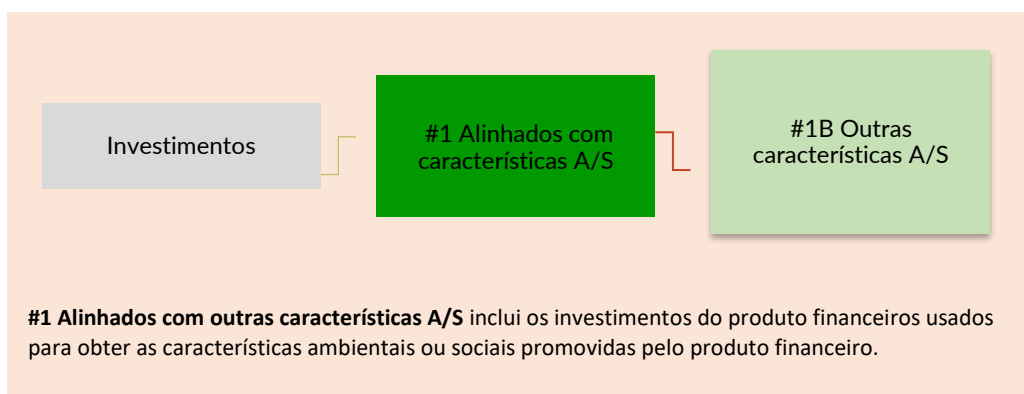 Investimentos
#1 Alinhados com
características A/S
#1B Outras
características A/S
#1 Alinhados com outras características A/S inclui os investimentos do produto financeiros usados
para obter as características ambientais ou sociais promovidas pelo produto financeiro.